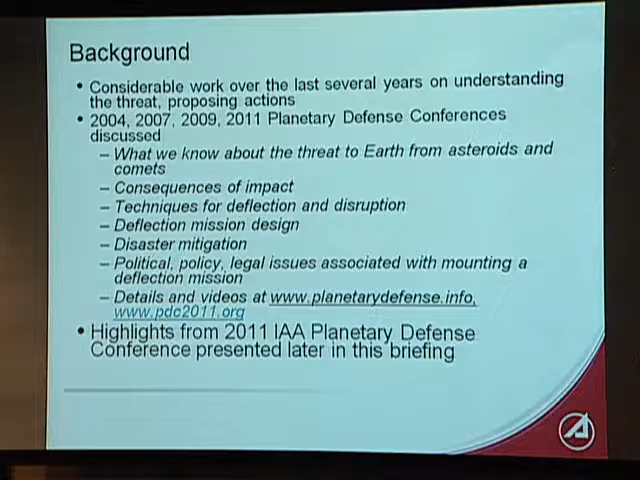 Background
• Considerable work over the last several years on understanding
the threat, proposing actions
• 2004, 2007, 2009, 2011 Planetary Defense Conferences
discussed
– What we know about the threat to Earth from asteroids and
comets
– Consequences of impact
– Techniques for deflection and disruption
– Deflection mission design
– Disaster mitigation
– Political, policy, legal issues associated with mounting a
deflection mission
– Details and videos at www.planetarydefense.info,
www.pdc2011.org
• Highlights from 2011 IAA Planetary Defense
Conference presented later in this briefing